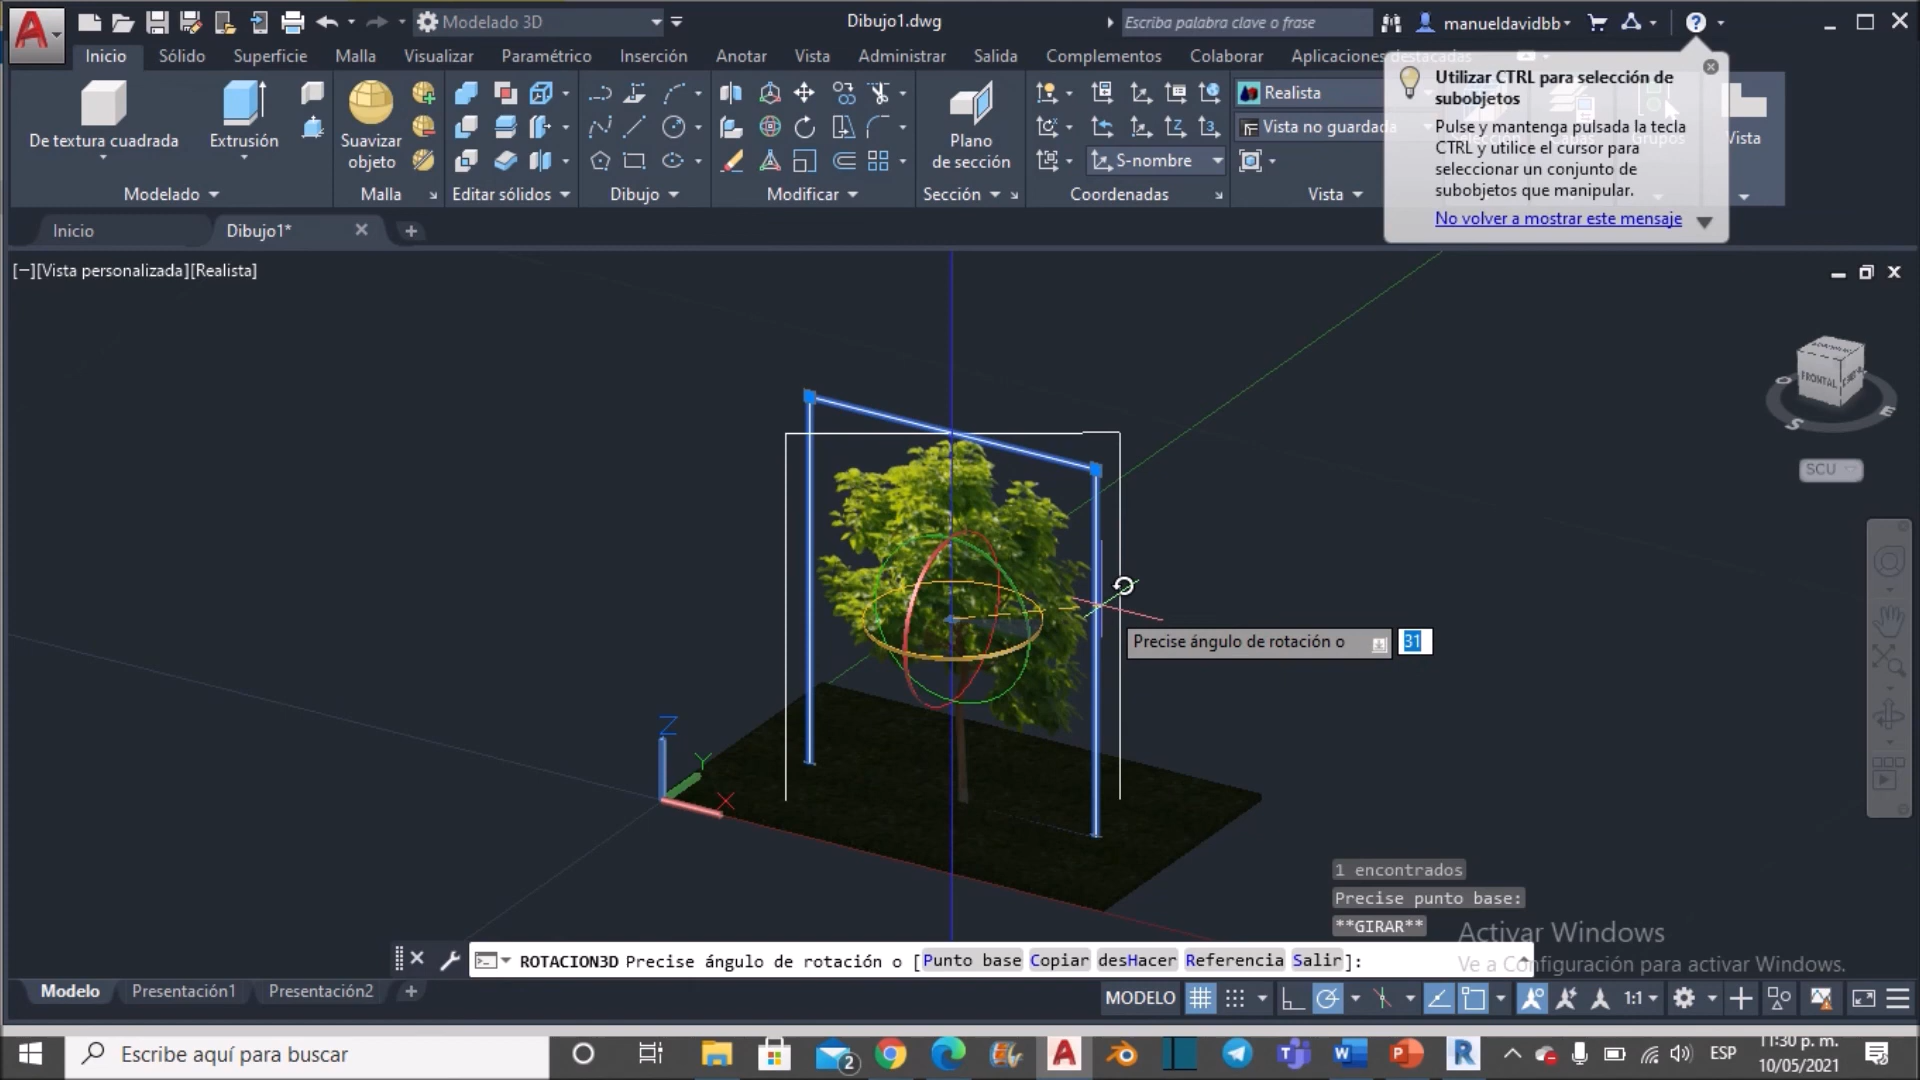 Modelado 3D
Dibujo1.dwg
Escriba palabra clave o frase
manueldavidbb
Inicio
Sólido
Superficie
Malla
Visualizar
Paramétrico
Inserción
Anotar
Vista
Administrar
Salida
Complementos
Colaborar
Aplicaciones destacadas
Utilizar CTRL para selección de
subobjetos
Pulse y mantenga pulsada la tecla
CTRL y utilice el cursor para
seleccionar un conjunto de
subobjetos que manipular.
No volver a mostrar este mensaje
De textura cuadrada
Extrusión
Suavizar
objeto
Plano
de sección
Realista
Vista no guardada
S-nombre
Grupos
Vista
Modelado
Malla
Editar sólidos
Dibujo
Modificar
Sección
Coordenadas
Vista
Inicio
Dibujo1*
[−][Vista personalizada][Realista]
FRONTAL
S
E
SCU
Precise ángulo de rotación o
31
Z
Y
X
1 encontrados
Precise punto base:
**GIRAR**
Activar Windows
Ve a Configuración para activar Windows.
ROTACION3D Precise ángulo de rotación o [Punto base Copiar desHacer Referencia Salir]:
Modelo
Presentación1
Presentación2
MODELO
1:1
Escribe aquí para buscar
2
ESP
11:30 p. m.
10/05/2021